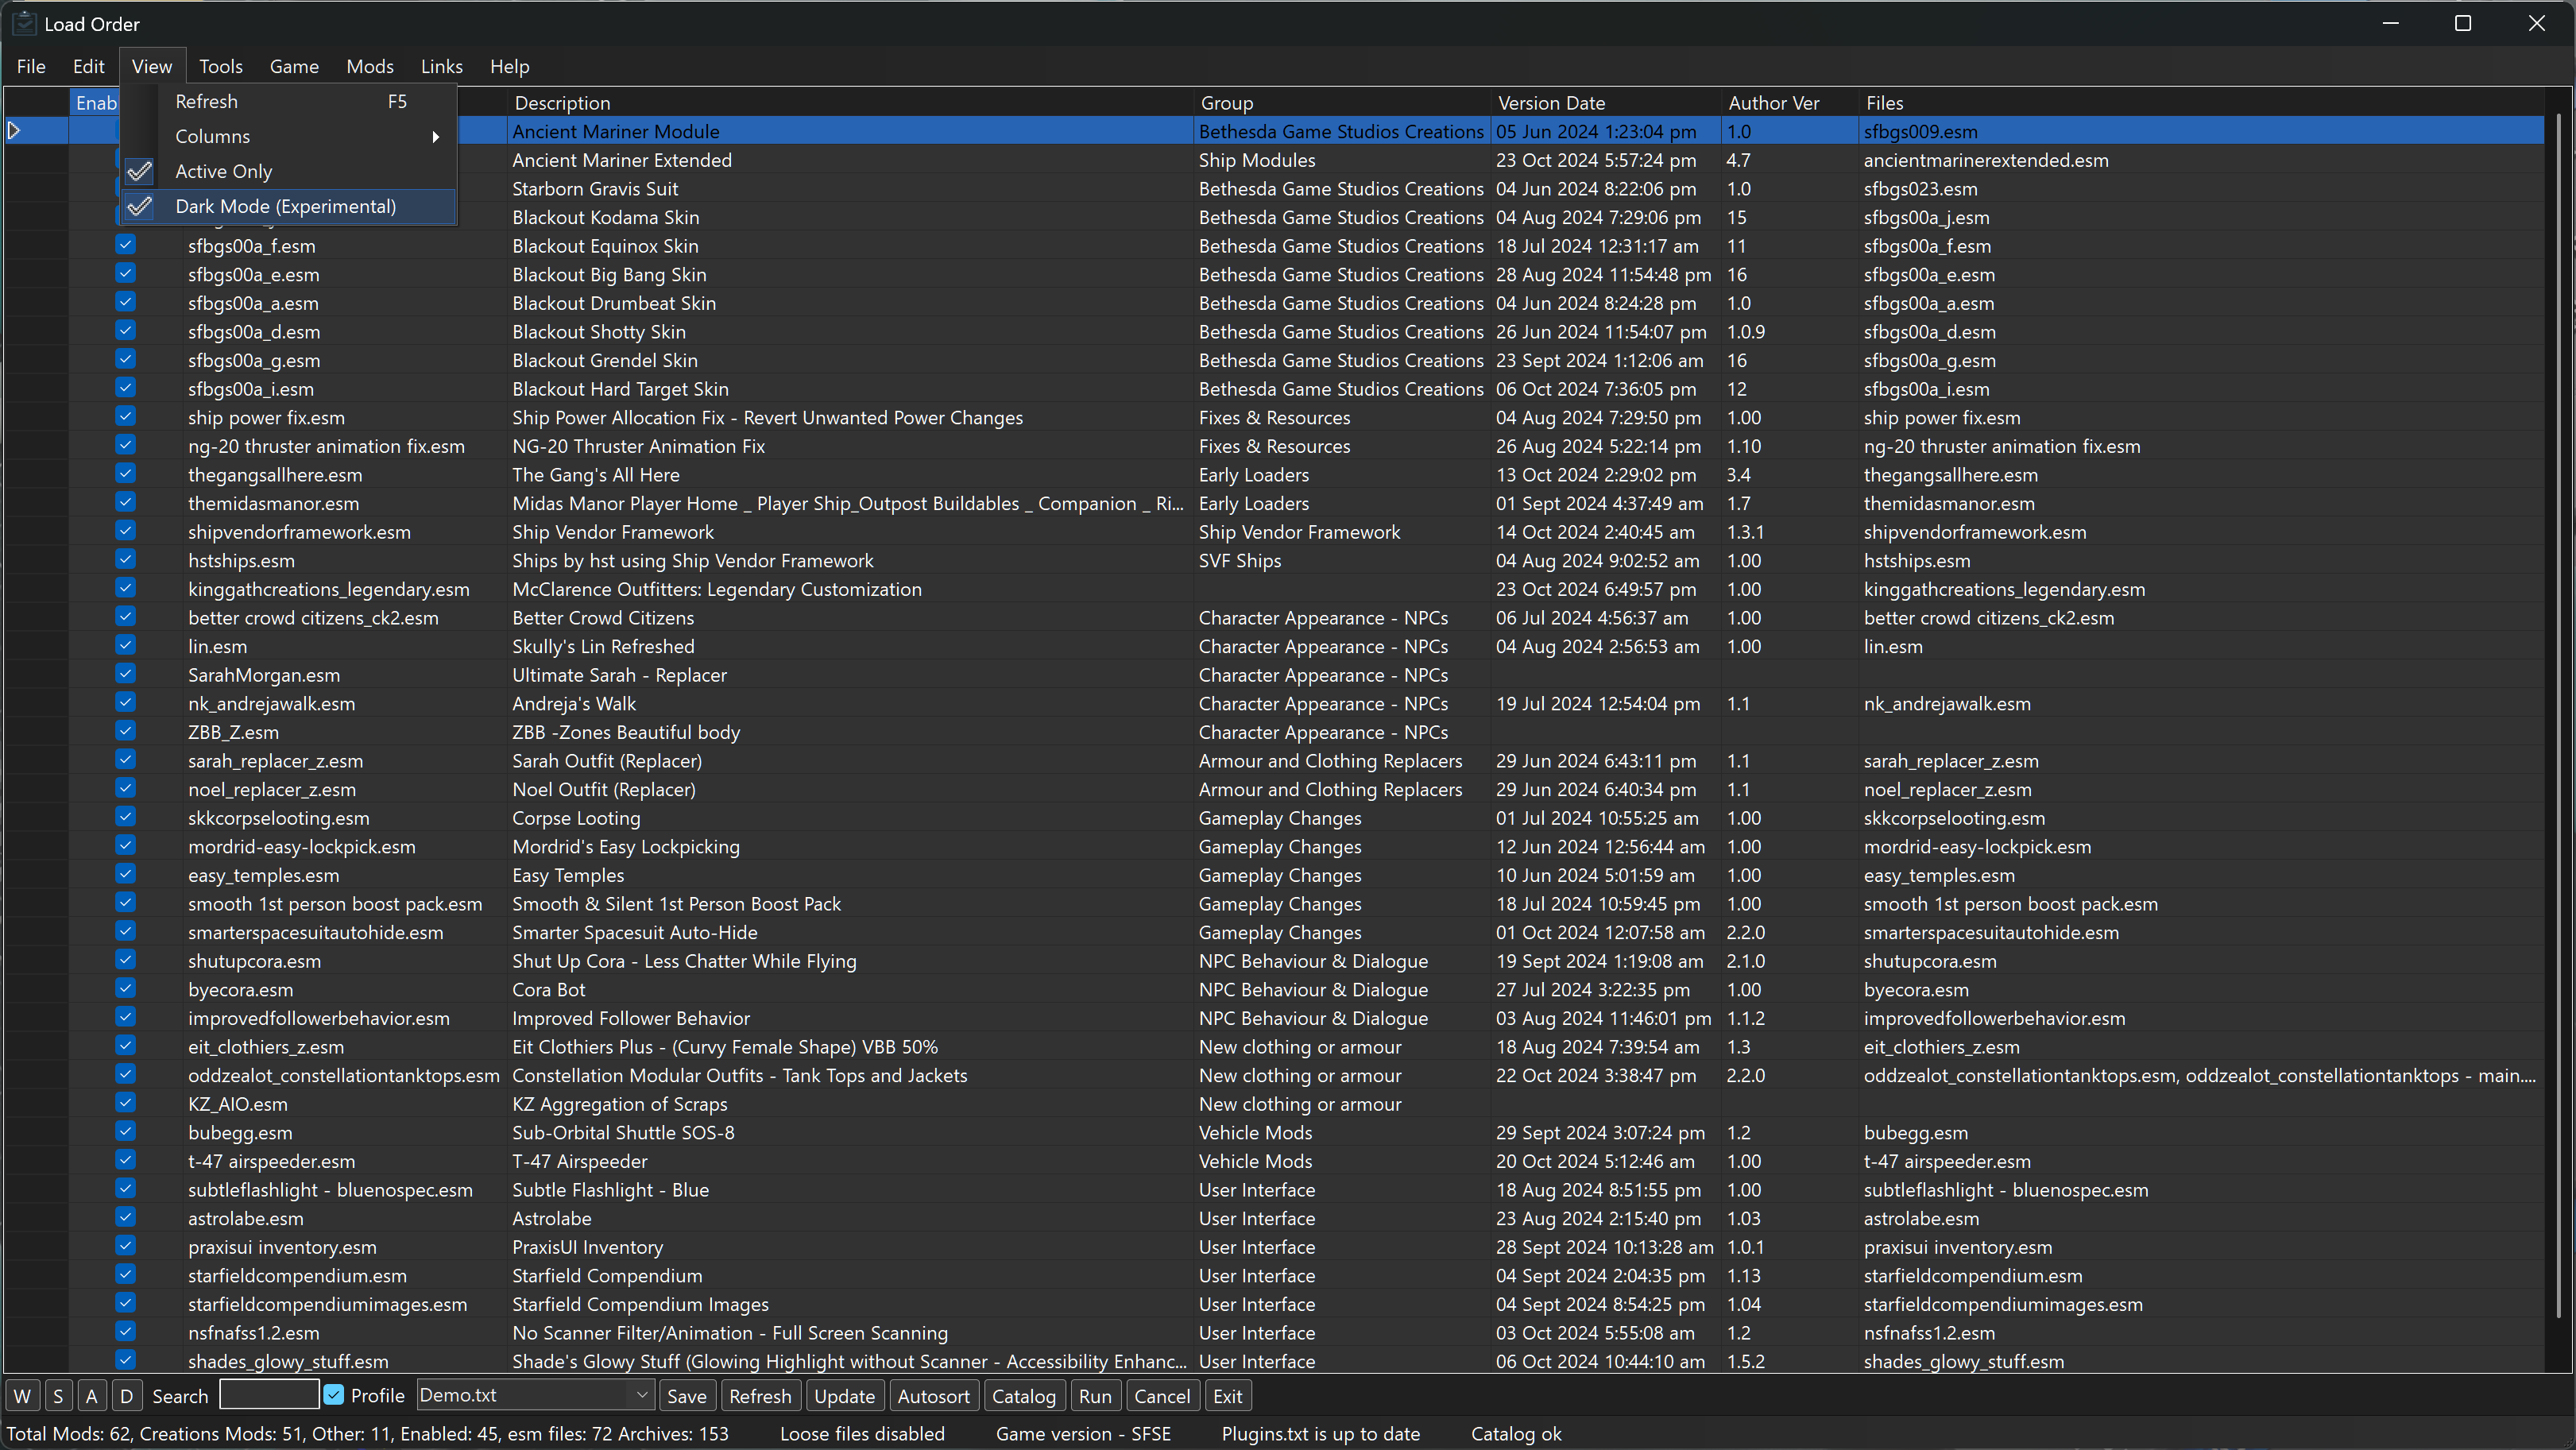 Load Order
File Edit View Tools Game Mods Links Help
Refresh F5
Columns
Active Only
Dark Mode (Experimental)
Enab Description Group Version Date Author Ver Files
Ancient Mariner Module Bethesda Game Studios Creations 05 Jun 2024 1:23:04 pm 1.0 sfbgs009.esm
Ancient Mariner Extended Ship Modules 23 Oct 2024 5:57:24 pm 4.7 ancientmarinerextended.esm
Starborn Gravis Suit Bethesda Game Studios Creations 04 Jun 2024 8:22:06 pm 1.0 sfbgs023.esm
Blackout Kodama Skin Bethesda Game Studios Creations 04 Aug 2024 7:29:06 pm 15 sfbgs00a_j.esm
sfbgs00a_f.esm Blackout Equinox Skin Bethesda Game Studios Creations 18 Jul 2024 12:31:17 am 11 sfbgs00a_f.esm
sfbgs00a_e.esm Blackout Big Bang Skin Bethesda Game Studios Creations 28 Aug 2024 11:54:48 pm 16 sfbgs00a_e.esm
sfbgs00a_a.esm Blackout Drumbeat Skin Bethesda Game Studios Creations 04 Jun 2024 8:24:28 pm 1.0 sfbgs00a_a.esm
sfbgs00a_d.esm Blackout Shotty Skin Bethesda Game Studios Creations 26 Jun 2024 11:54:07 pm 1.0.9 sfbgs00a_d.esm
sfbgs00a_g.esm Blackout Grendel Skin Bethesda Game Studios Creations 23 Sept 2024 1:12:06 am 16 sfbgs00a_g.esm
sfbgs00a_i.esm Blackout Hard Target Skin Bethesda Game Studios Creations 06 Oct 2024 7:36:05 pm 12 sfbgs00a_i.esm
ship power fix.esm Ship Power Allocation Fix - Revert Unwanted Power Changes Fixes & Resources 04 Aug 2024 7:29:50 pm 1.00 ship power fix.esm
ng-20 thruster animation fix.esm NG-20 Thruster Animation Fix Fixes & Resources 26 Aug 2024 5:22:14 pm 1.10 ng-20 thruster animation fix.esm
thegangsallhere.esm The Gang's All Here Early Loaders 13 Oct 2024 2:29:02 pm 3.4 thegangsallhere.esm
themidasmanor.esm Midas Manor Player Home _ Player Ship_Outpost Buildables _ Companion _ Ri... Early Loaders 01 Sept 2024 4:37:49 am 1.7 themidasmanor.esm
shipvendorframework.esm Ship Vendor Framework Ship Vendor Framework 14 Oct 2024 2:40:45 am 1.3.1 shipvendorframework.esm
hstships.esm Ships by hst using Ship Vendor Framework SVF Ships 04 Aug 2024 9:02:52 am 1.00 hstships.esm
kinggathcreations_legendary.esm McClarence Outfitters: Legendary Customization 23 Oct 2024 6:49:57 pm 1.00 kinggathcreations_legendary.esm
better crowd citizens_ck2.esm Better Crowd Citizens Character Appearance - NPCs 06 Jul 2024 4:56:37 am 1.00 better crowd citizens_ck2.esm
lin.esm Skully's Lin Refreshed Character Appearance - NPCs 04 Aug 2024 2:56:53 am 1.00 lin.esm
SarahMorgan.esm Ultimate Sarah - Replacer Character Appearance - NPCs
nk_andrejawalk.esm Andreja's Walk Character Appearance - NPCs 19 Jul 2024 12:54:04 pm 1.1 nk_andrejawalk.esm
ZBB_Z.esm ZBB -Zones Beautiful body Character Appearance - NPCs
sarah_replacer_z.esm Sarah Outfit (Replacer) Armour and Clothing Replacers 29 Jun 2024 6:43:11 pm 1.1 sarah_replacer_z.esm
noel_replacer_z.esm Noel Outfit (Replacer) Armour and Clothing Replacers 29 Jun 2024 6:40:34 pm 1.1 noel_replacer_z.esm
skkcorpselooting.esm Corpse Looting Gameplay Changes 01 Jul 2024 10:55:25 am 1.00 skkcorpselooting.esm
mordrid-easy-lockpick.esm Mordrid's Easy Lockpicking Gameplay Changes 12 Jun 2024 12:56:44 am 1.00 mordrid-easy-lockpick.esm
easy_temples.esm Easy Temples Gameplay Changes 10 Jun 2024 5:01:59 am 1.00 easy_temples.esm
smooth 1st person boost pack.esm Smooth & Silent 1st Person Boost Pack Gameplay Changes 18 Jul 2024 10:59:45 pm 1.00 smooth 1st person boost pack.esm
smarterspacesuitautohide.esm Smarter Spacesuit Auto-Hide Gameplay Changes 01 Oct 2024 12:07:58 am 2.2.0 smarterspacesuitautohide.esm
shutupcora.esm Shut Up Cora - Less Chatter While Flying NPC Behaviour & Dialogue 19 Sept 2024 1:19:08 am 2.1.0 shutupcora.esm
byecora.esm Cora Bot NPC Behaviour & Dialogue 27 Jul 2024 3:22:35 pm 1.00 byecora.esm
improvedfollowerbehavior.esm Improved Follower Behavior NPC Behaviour & Dialogue 03 Aug 2024 11:46:01 pm 1.1.2 improvedfollowerbehavior.esm
eit_clothiers_z.esm Eit Clothiers Plus - (Curvy Female Shape) VBB 50% New clothing or armour 18 Aug 2024 7:39:54 am 1.3 eit_clothiers_z.esm
oddzealot_constellationtanktops.esm Constellation Modular Outfits - Tank Tops and Jackets New clothing or armour 22 Oct 2024 3:38:47 pm 2.2.0 oddzealot_constellationtanktops.esm, oddzealot_constellationtanktops - main....
KZ_AIO.esm KZ Aggregation of Scraps New clothing or armour
bubegg.esm Sub-Orbital Shuttle SOS-8 Vehicle Mods 29 Sept 2024 3:07:24 pm 1.2 bubegg.esm
t-47 airspeeder.esm T-47 Airspeeder Vehicle Mods 20 Oct 2024 5:12:46 am 1.00 t-47 airspeeder.esm
subtleflashlight - bluenospec.esm Subtle Flashlight - Blue User Interface 18 Aug 2024 8:51:55 pm 1.00 subtleflashlight - bluenospec.esm
astrolabe.esm Astrolabe User Interface 23 Aug 2024 2:15:40 pm 1.03 astrolabe.esm
praxisui inventory.esm PraxisUI Inventory User Interface 28 Sept 2024 10:13:28 am 1.0.1 praxisui inventory.esm
starfieldcompendium.esm Starfield Compendium User Interface 04 Sept 2024 2:04:35 pm 1.13 starfieldcompendium.esm
starfieldcompendiumimages.esm Starfield Compendium Images User Interface 04 Sept 2024 8:54:25 pm 1.04 starfieldcompendiumimages.esm
nsfnafss1.2.esm No Scanner Filter/Animation - Full Screen Scanning User Interface 03 Oct 2024 5:55:08 am 1.2 nsfnafss1.2.esm
shades_glowy_stuff.esm Shade's Glowy Stuff (Glowing Highlight without Scanner - Accessibility Enhanc... User Interface 06 Oct 2024 10:44:10 am 1.5.2 shades_glowy_stuff.esm
W S A D Search Profile Demo.txt Save Refresh Update Autosort Catalog Run Cancel Exit
Total Mods: 62, Creations Mods: 51, Other: 11, Enabled: 45, esm files: 72 Archives: 153 Loose files disabled Game version - SFSE Plugins.txt is up to date Catalog ok